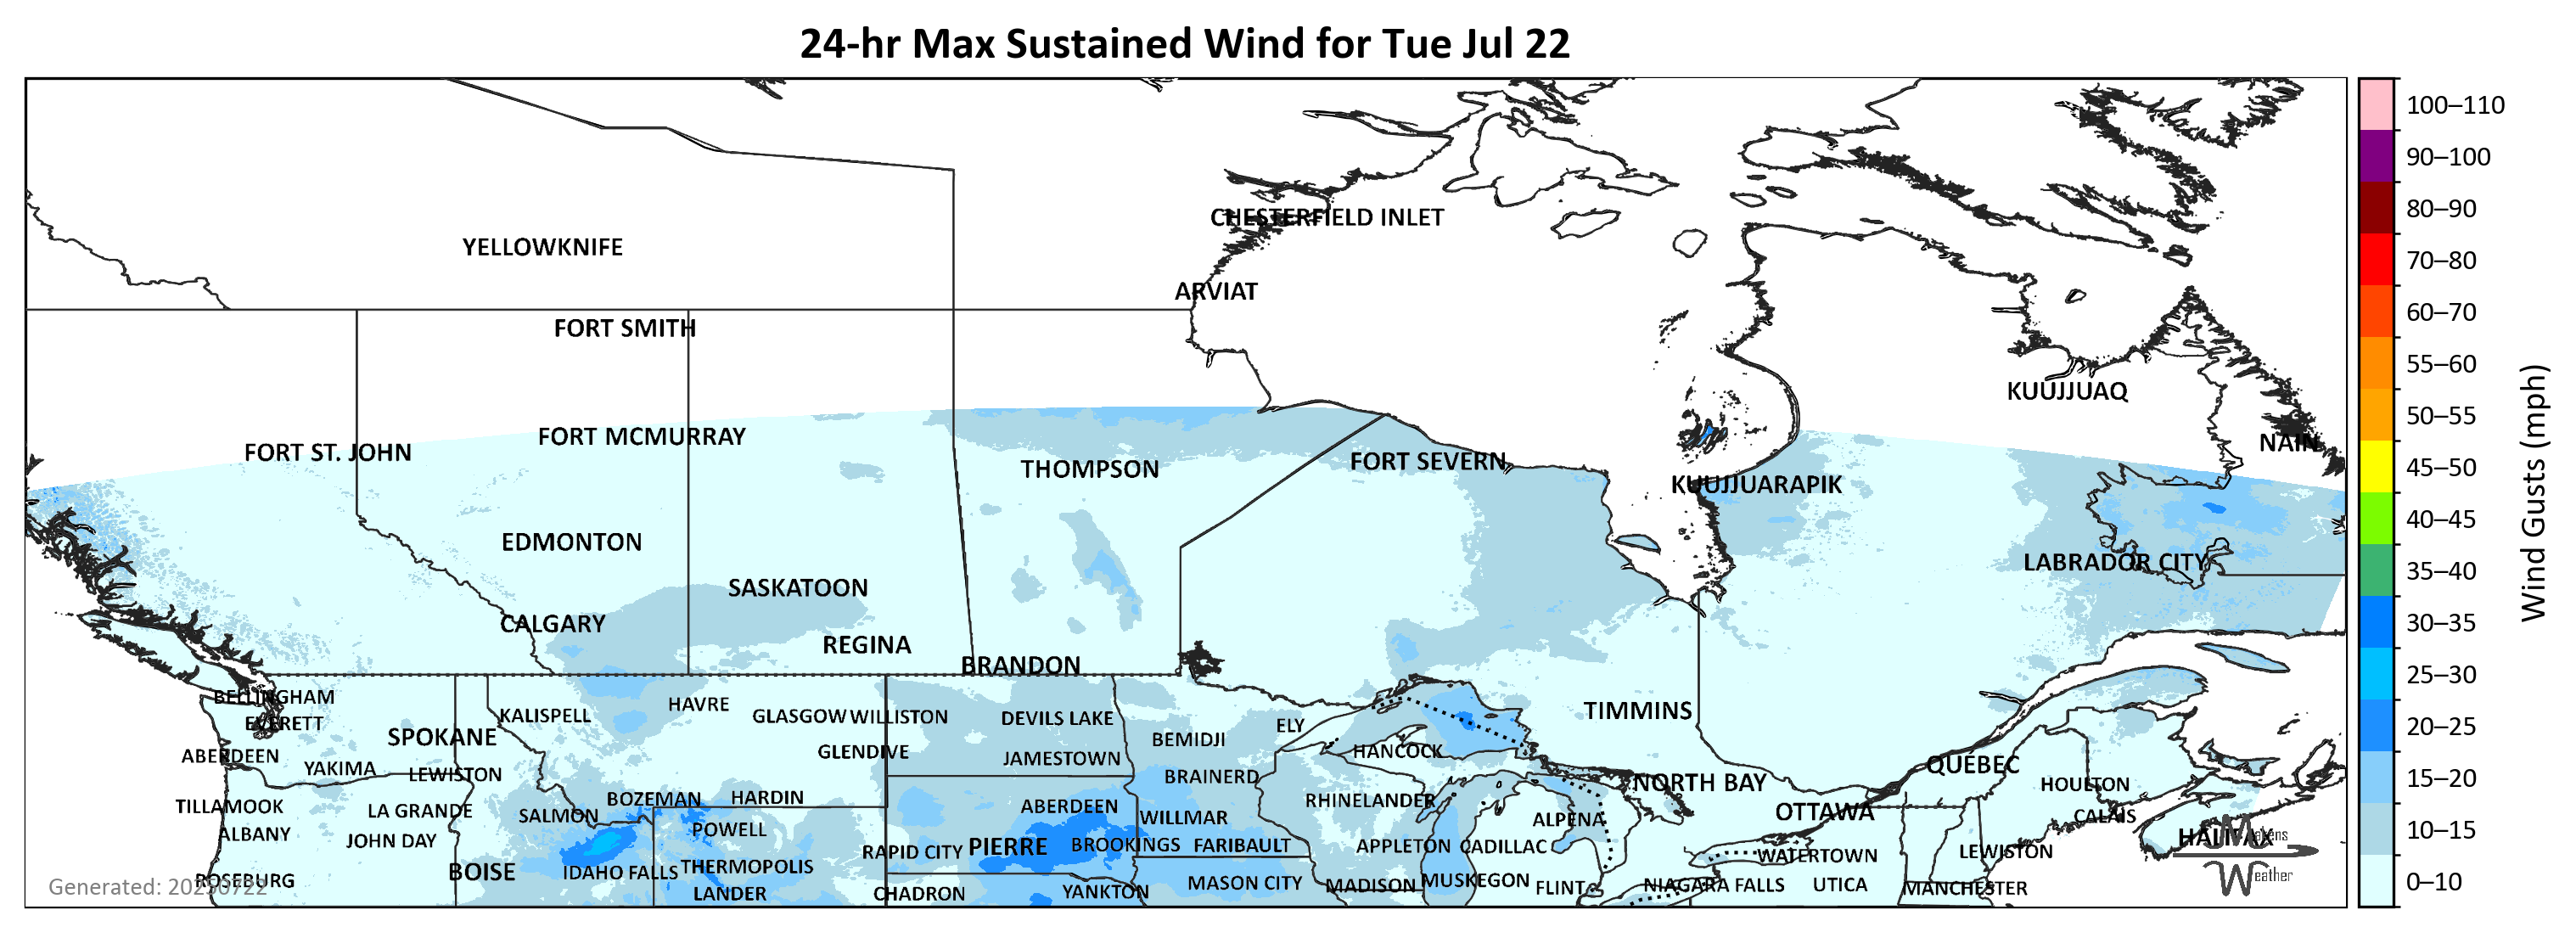 24-hr Max Sustained Wind for Tue Jul 22
100–110
90–100
80–90
70–80
60–70
55–60
50–55
45–50
40–45
35–40
30–35
25–30
20–25
15–20
10–15
0–10
Wind Gusts (mph)
CHESTERFIELD INLET
YELLOWKNIFE
ARVIAT
FORT SMITH
KUUJJUAQ
FORT MCMURRAY
NAIN
FORT ST. JOHN
FORT SEVERN
THOMPSON
KUUJJUARAPIK
EDMONTON
LABRADOR CITY
SASKATOON
CALGARY
REGINA
BRANDON
BELLINGHAM
HAVRE
TIMMINS
KALISPELL
GLASGOW
WILLISTON
DEVILS LAKE
EVERETT
ELY
SPOKANE
BEMIDJI
HANCOCK
GLENDIVE
ABERDEEN
JAMESTOWN
QUÉBEC
YAKIMA
LEWISTON
BRAINERD
NORTH BAY
HOULTON
BOZEMAN
HARDIN
RHINELANDER
TILLAMOOK
LA GRANDE
ABERDEEN
OTTAWA
SALMON
CALAIS
WILLMAR
ALPENA
POWELL
ALBANY
HALIFAX
Makens
JOHN DAY
PIERRE
BROOKINGS
FARIBAULT
APPLETON
CADILLAC
RAPID CITY
LEWISTON
WATERTOWN
THERMOPOLIS
BOISE
IDAHO FALLS
Weather
ROSEBURG
MUSKEGON
MASON CITY
MADISON
NIAGARA FALLS
UTICA
Generated: 20250722
FLINT
MANCHESTER
YANKTON
LANDER
CHADRON